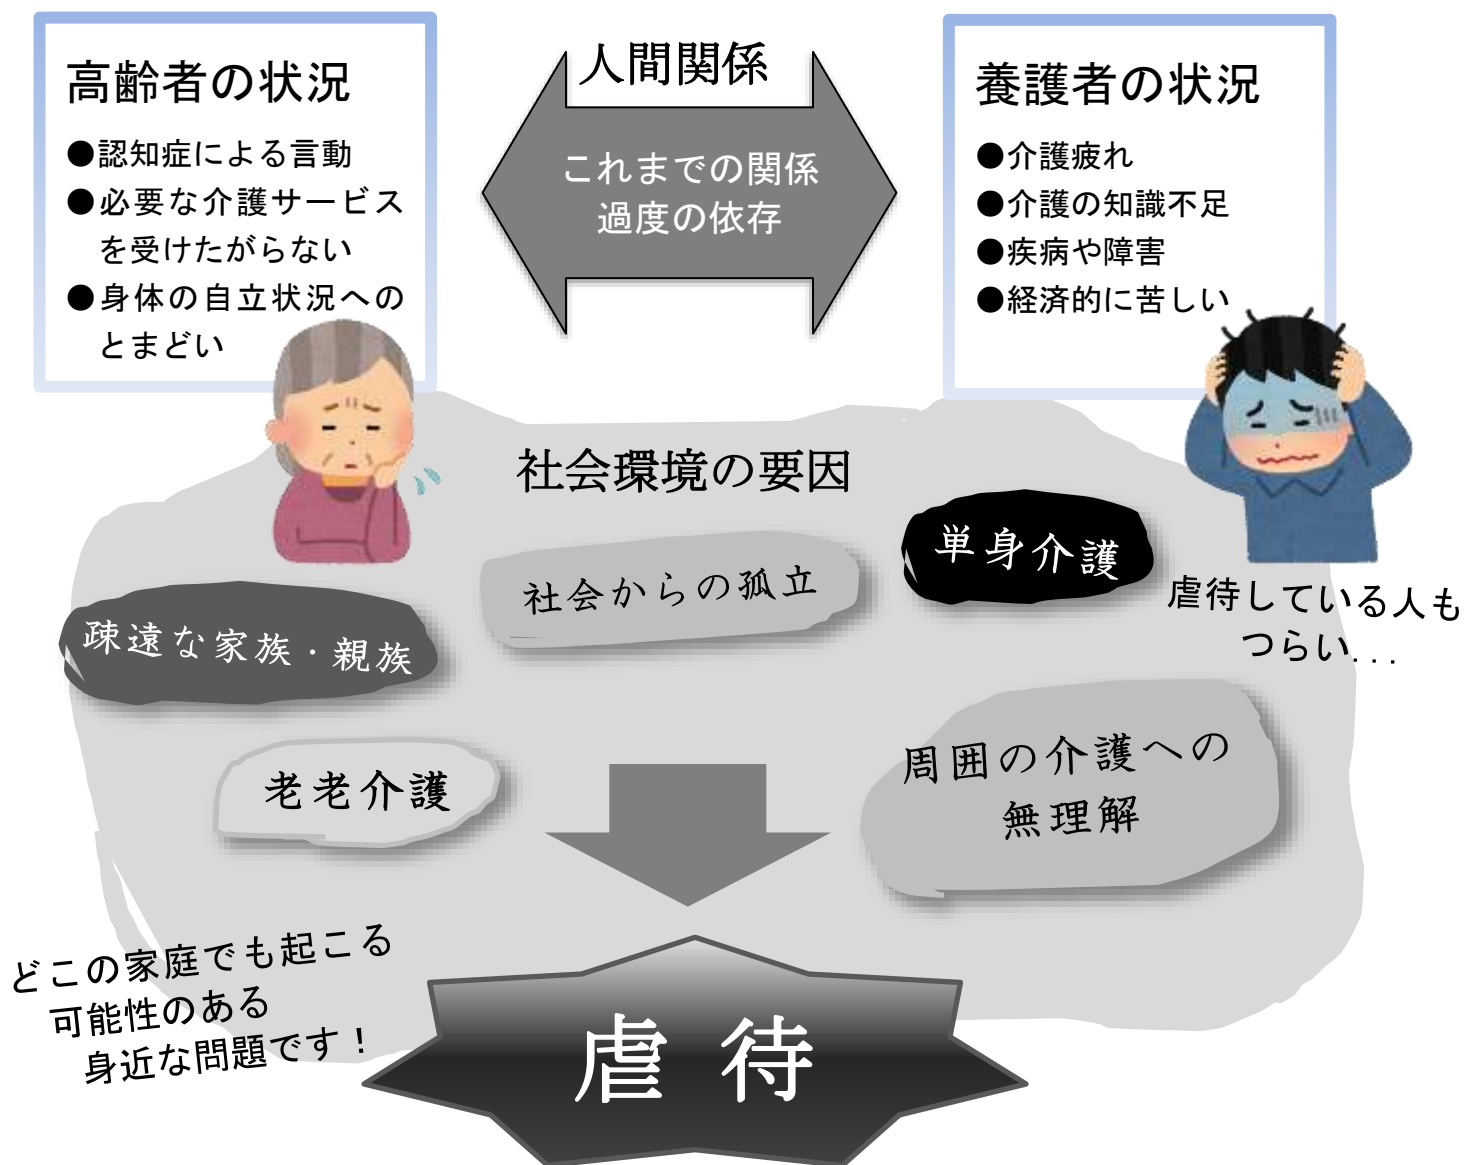 高齢者の状況
●認知症による言動
●必要な介護サービス
を受けたがらない
●身体の自立状況への
とまどい
人間関係
これまでの関係
過度の依存
養護者の状況
●介護疲れ
●介護の知識不足
●疾病や障害
●経済的に苦しい
社会環境の要因
社会からの孤立
単身介護
虐待している人も
つらい...
疎遠な家族・親族
老老介護
周囲の介護への
無理解
どこの家庭でも起こる
可能性のある
身近な問題です！
虐待